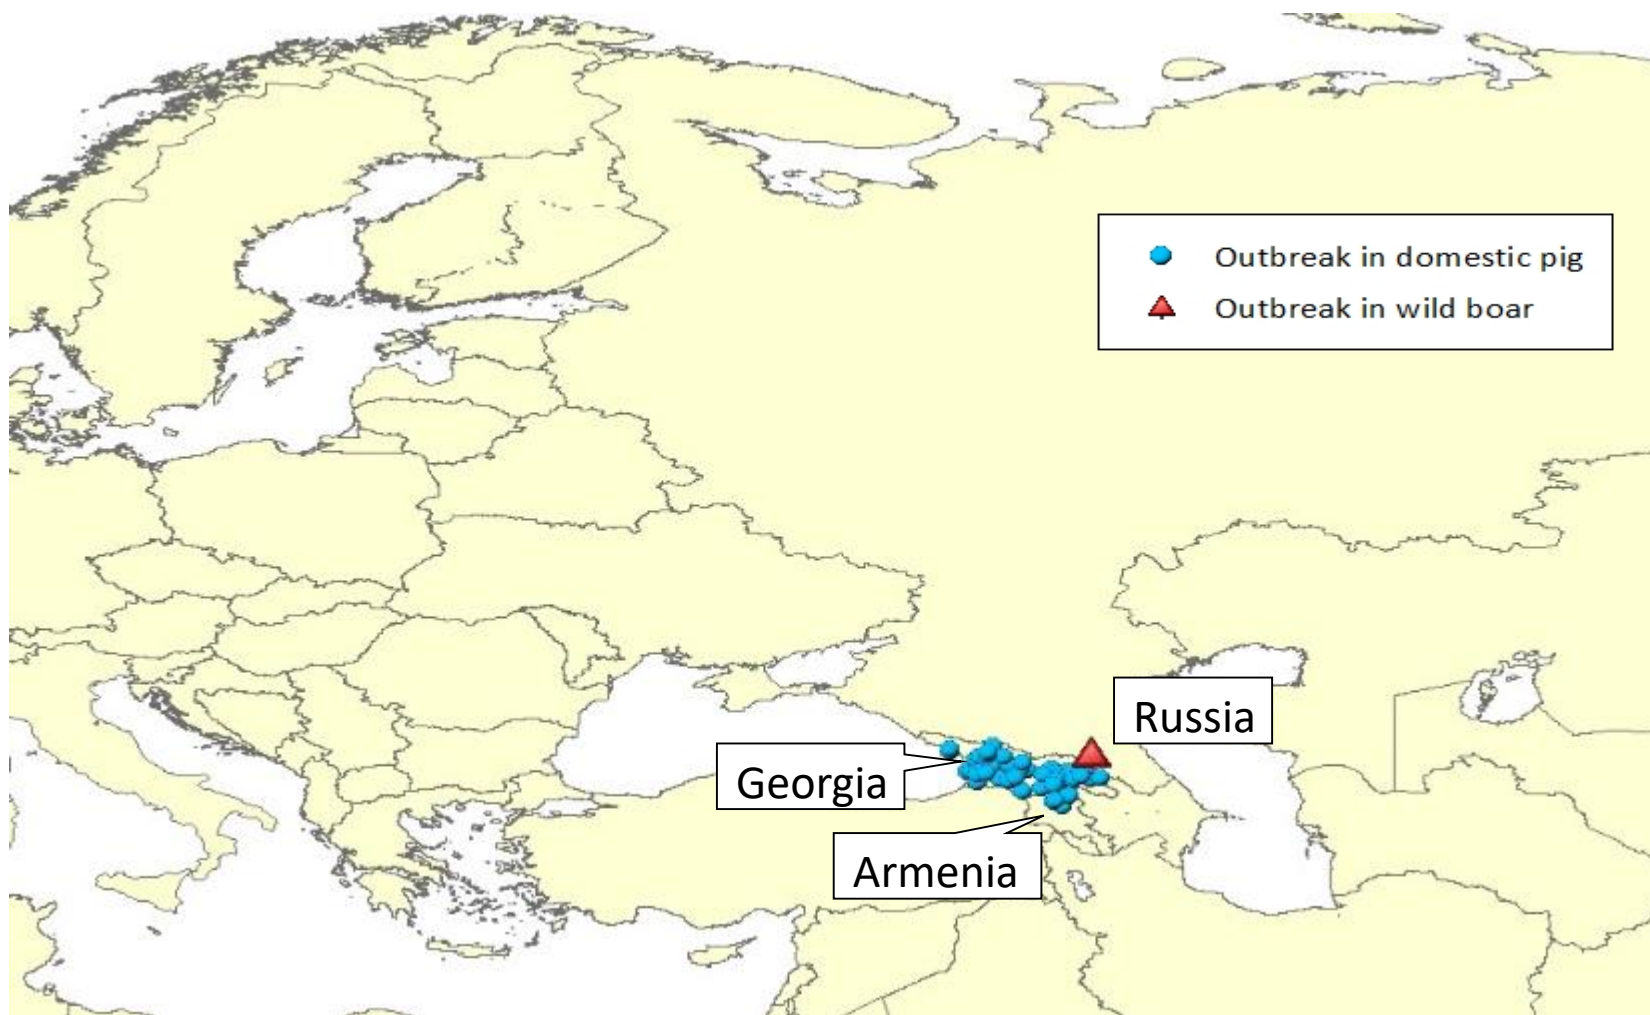 Outbreak in domestic pig
Outbreak in wild boar
Russia
Georgia
Armenia